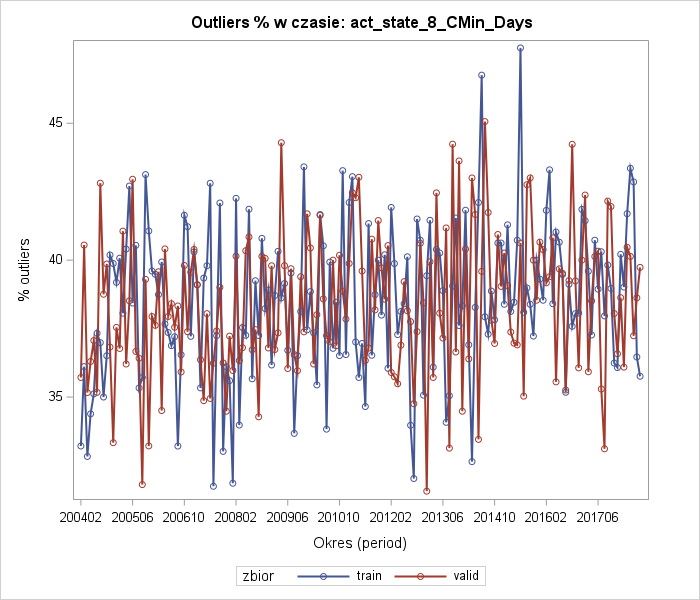 Outliers % w czasie: act_state_8_CMin_Days
% outliers
45
40
35
200402 200506 200610 200802 200906 201010 201202 201306 201410 201602 201706
Okres (period)
zbior train valid